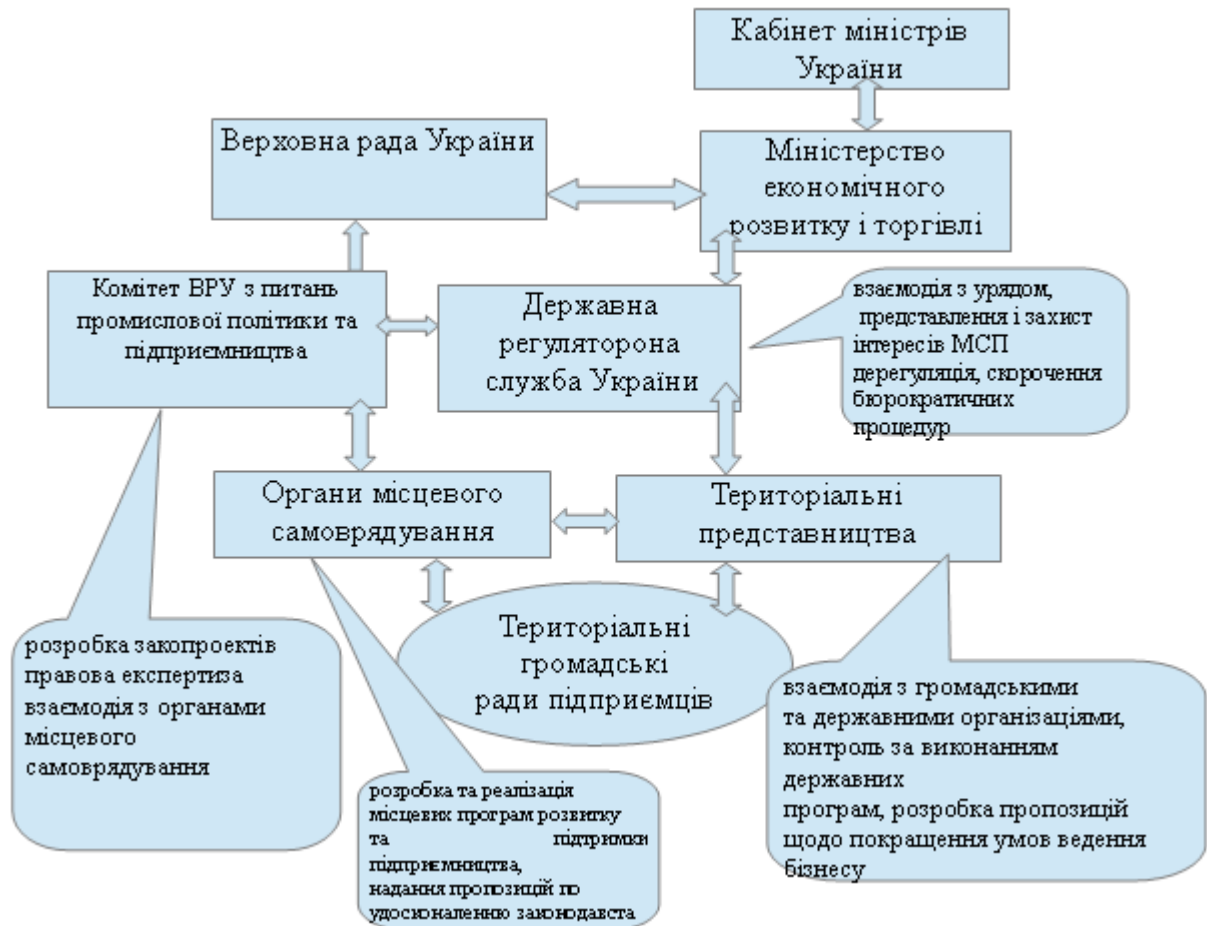 Кабінет міністрів
України
Верховна рада України
Міністерство
економічного
розвитку і торгівлі
Комітет ВРУ з питань
промислової політики та
підприємництва
Державна
регуляторона
служба України
взаємодія з урядом,
представлення і захист
інтересів МСП
дерегуляція, скорочення
бюрократичних
процедур
Органи місцевого
самоврядування
Територіальні
представництва
Територіальні
громадські
ради підприємців
розробка закопроектів
правова експертиза
взаємодія з органами
місцевого
самоврядування
розробка та реалізація
місцевих програм розвитку
та підтримки
підприємництва,
надання пропозицій по
удосконаленню законодавста
взаємодія з громадськими
та державними організаціями,
контроль за виконанням
державних
програм, розробка пропозицій
щодо покращення умов ведення
бізнесу